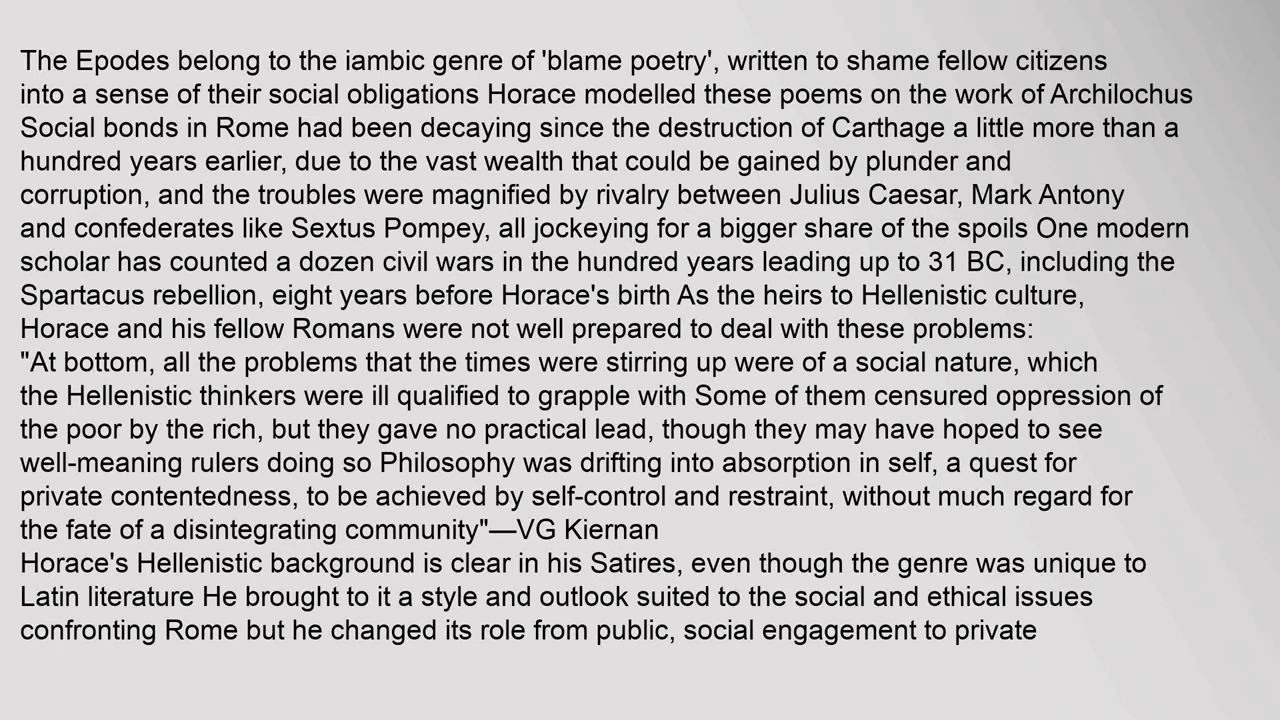 The Epodes belong to the iambic genre of 'blame poetry', written to shame fellow citizens
into a sense of their social obligations Horace modelled these poems on the work of Archilochus
Social bonds in Rome had been decaying since the destruction of Carthage a little more than a
hundred years earlier, due to the vast wealth that could be gained by plunder and
corruption, and the troubles were magnified by rivalry between Julius Caesar, Mark Antony
and confederates like Sextus Pompey, all jockeying for a bigger share of the spoils One modern
scholar has counted a dozen civil wars in the hundred years leading up to 31 BC, including the
Spartacus rebellion, eight years before Horace's birth As the heirs to Hellenistic culture,
Horace and his fellow Romans were not well prepared to deal with these problems:
"At bottom, all the problems that the times were stirring up were of a social nature, which
the Hellenistic thinkers were ill qualified to grapple with Some of them censured oppression of
the poor by the rich, but they gave no practical lead, though they may have hoped to see
well-meaning rulers doing so Philosophy was drifting into absorption in self, a quest for
private contentedness, to be achieved by self-control and restraint, without much regard for
the fate of a disintegrating community"—VG Kiernan
Horace's Hellenistic background is clear in his Satires, even though the genre was unique to
Latin literature He brought to it a style and outlook suited to the social and ethical issues
confronting Rome but he changed its role from public, social engagement to private